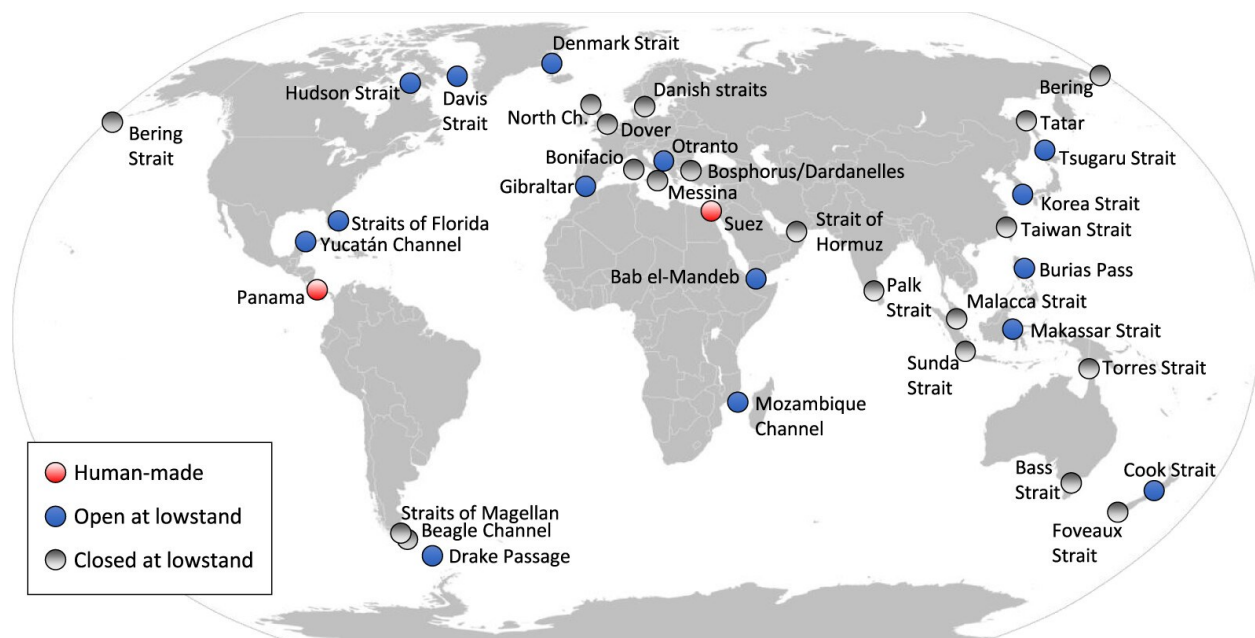 Denmark Strait
Hudson Strait
Davis
Strait
Bering
Strait
North Ch.
Danish straits
Dover
Bering
Tatar
Otranto
Bonifacio
Tsugaru Strait
Bosphorus/Dardanelles
Gibraltar
Messina
Korea Strait
Straits of Florida
Suez
Strait of
Hormuz
Taiwan Strait
Yucatán Channel
Bab el-Mandeb
Burias Pass
Panama
Palk
Strait
Malacca Strait
Makassar Strait
Sunda
Strait
Torres Strait
Mozambique
Channel
Human-made
Open at lowstand
Closed at lowstand
Bass
Strait
Cook Strait
Straits of Magellan
Beagle Channel
Drake Passage
Foveaux
Strait